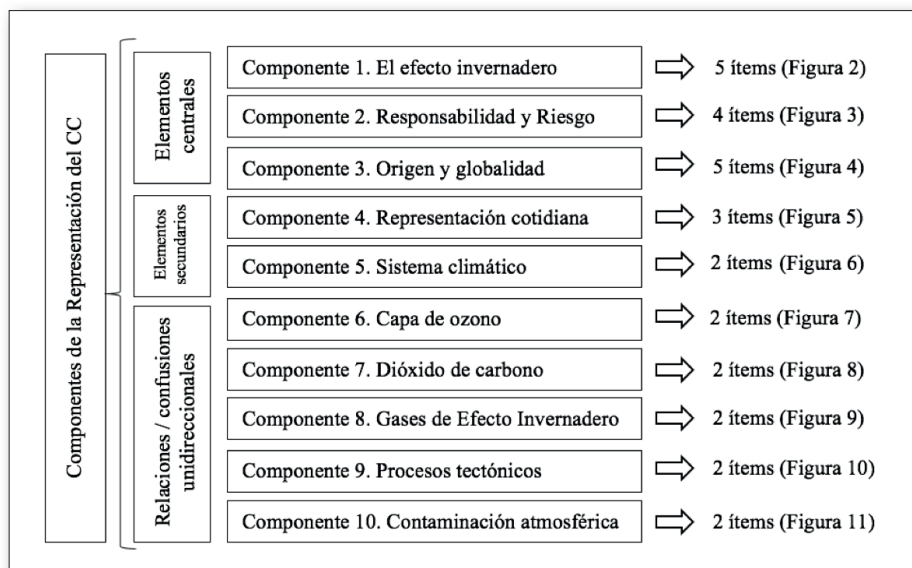 Componentes de la Representación del CC
Elementos
centrales
Componente 1. El efecto invernadero
5 ítems (Figura 2)
Componente 2. Responsabilidad y Riesgo
4 ítems (Figura 3)
Componente 3. Origen y globalidad
5 ítems (Figura 4)
Elementos
secundarios
Componente 4. Representación cotidiana
3 ítems (Figura 5)
Componente 5. Sistema climático
2 ítems (Figura 6)
Relaciones / confusiones
unidireccionales
Componente 6. Capa de ozono
2 ítems (Figura 7)
Componente 7. Dióxido de carbono
2 ítems (Figura 8)
Componente 8. Gases de Efecto Invernadero
2 ítems (Figura 9)
Componente 9. Procesos tectónicos
2 ítems (Figura 10)
Componente 10. Contaminación atmosférica
2 ítems (Figura 11)